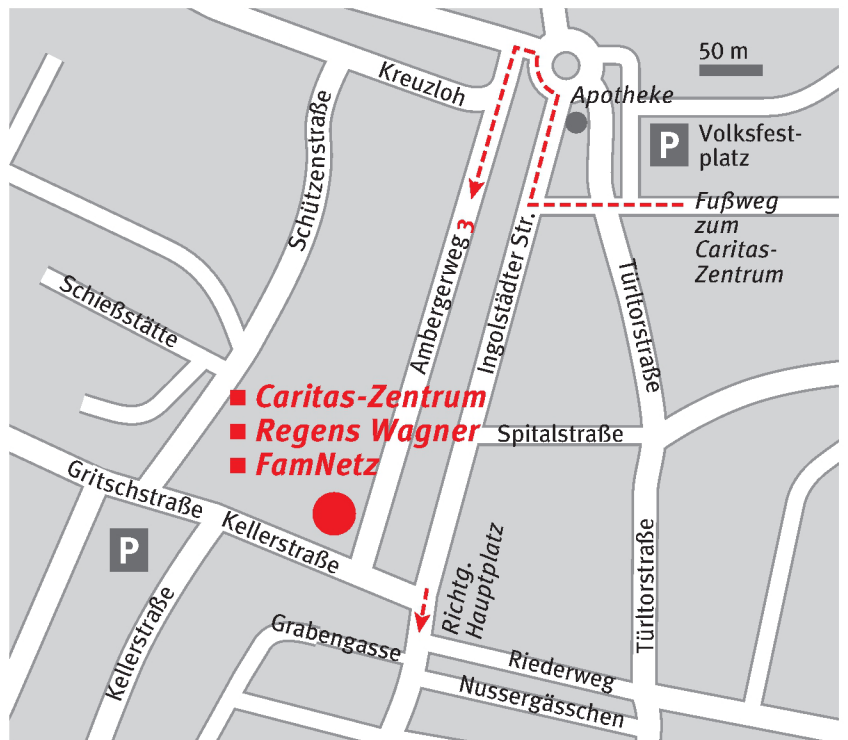 50 m
Kreuzloh
Apotheke
P
Volksfest-
platz
Schützenstraße
Fußweg
zum
Caritas-
Zentrum
Ambergerweg 3
Ingolstädter Str.
Türltorstraße
Schießstätte
Caritas-Zentrum
Regens Wagner
FamNetz
Spitalstraße
Gritschstraße
Kellerstraße
P
Richtg.
Hauptplatz
Türltorstraße
Kellerstraße
Grabengasse
Riederweg
Nussergässchen